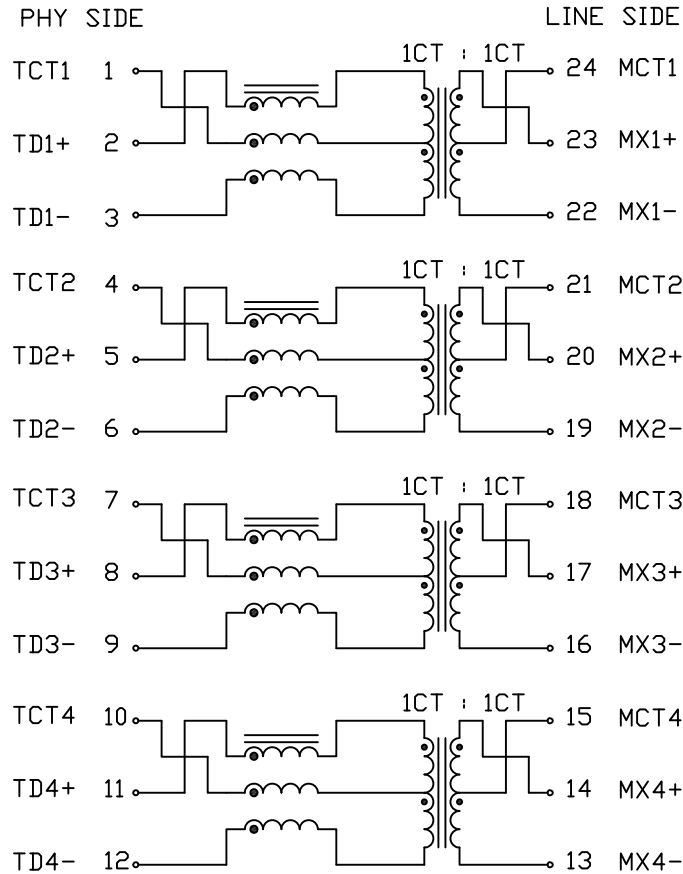 PHY SIDE LINE SIDE
1CT : 1CT
TCT1 1 24 MCT1
TD1+ 2 23 MX1+
TD1- 3 22 MX1-
1CT : 1CT
TCT2 4 21 MCT2
TD2+ 5 20 MX2+
TD2- 6 19 MX2-
1CT : 1CT
TCT3 7 18 MCT3
TD3+ 8 17 MX3+
TD3- 9 16 MX3-
1CT : 1CT
TCT4 10 15 MCT4
TD4+ 11 14 MX4+
TD4- 12 13 MX4-